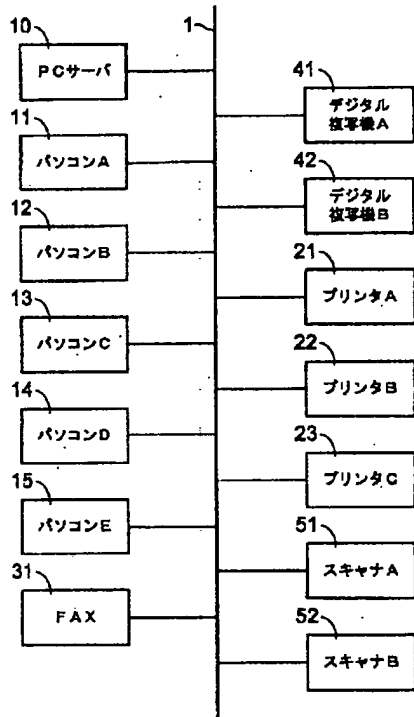 1
10
PCサーバ
11
パソコンA
12
パソコンB
13
パソコンC
14
パソコンD
15
パソコンE
31
FAX
41
デジタル
複写機A
42
デジタル
複写機B
21
プリンタA
22
プリンタB
23
プリンタC
51
スキャナA
52
スキャナB